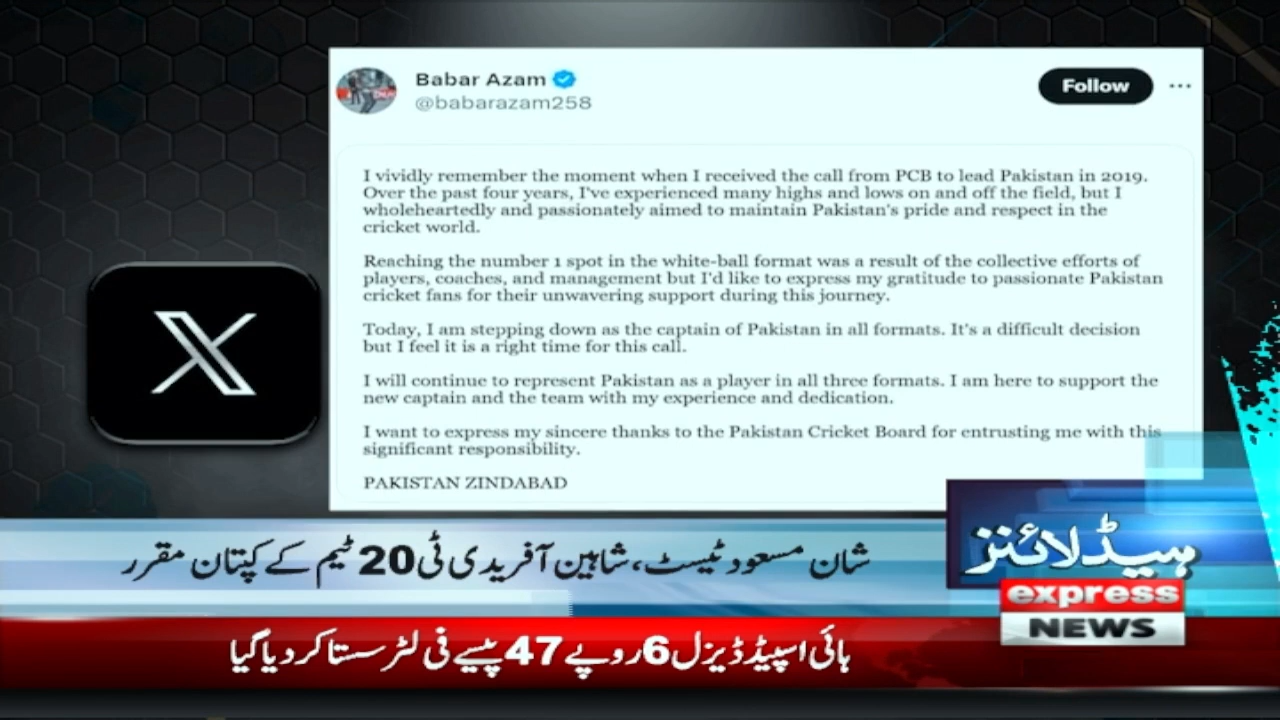 Babar Azam
@babarazam258
Follow
I vividly remember the moment when I received the call from PCB to lead Pakistan in 2019.
Over the past four years, I've experienced many highs and lows on and off the field, but I
wholeheartedly and passionately aimed to maintain Pakistan's pride and respect in the
cricket world.
Reaching the number 1 spot in the white-ball format was a result of the collective efforts of
players, coaches, and management but I'd like to express my gratitude to passionate Pakistan
cricket fans for their unwavering support during this journey.
Today, I am stepping down as the captain of Pakistan in all formats. It's a difficult decision
but I feel it is a right time for this call.
I will continue to represent Pakistan as a player in all three formats. I am here to support the
new captain and the team with my experience and dedication.
I want to express my sincere thanks to the Pakistan Cricket Board for entrusting me with this
significant responsibility.
PAKISTAN ZINDABAD
X
ہیڈلائنز
شان مسعود ٹیسٹ، شاہین آفریدی ٹی 20 ٹیم کے کپتان مقرر
express
NEWS
ہائی اسپیڈ ڈیزل 6 روپے 47 پیسے فی لٹر سستا کر دیا گیا